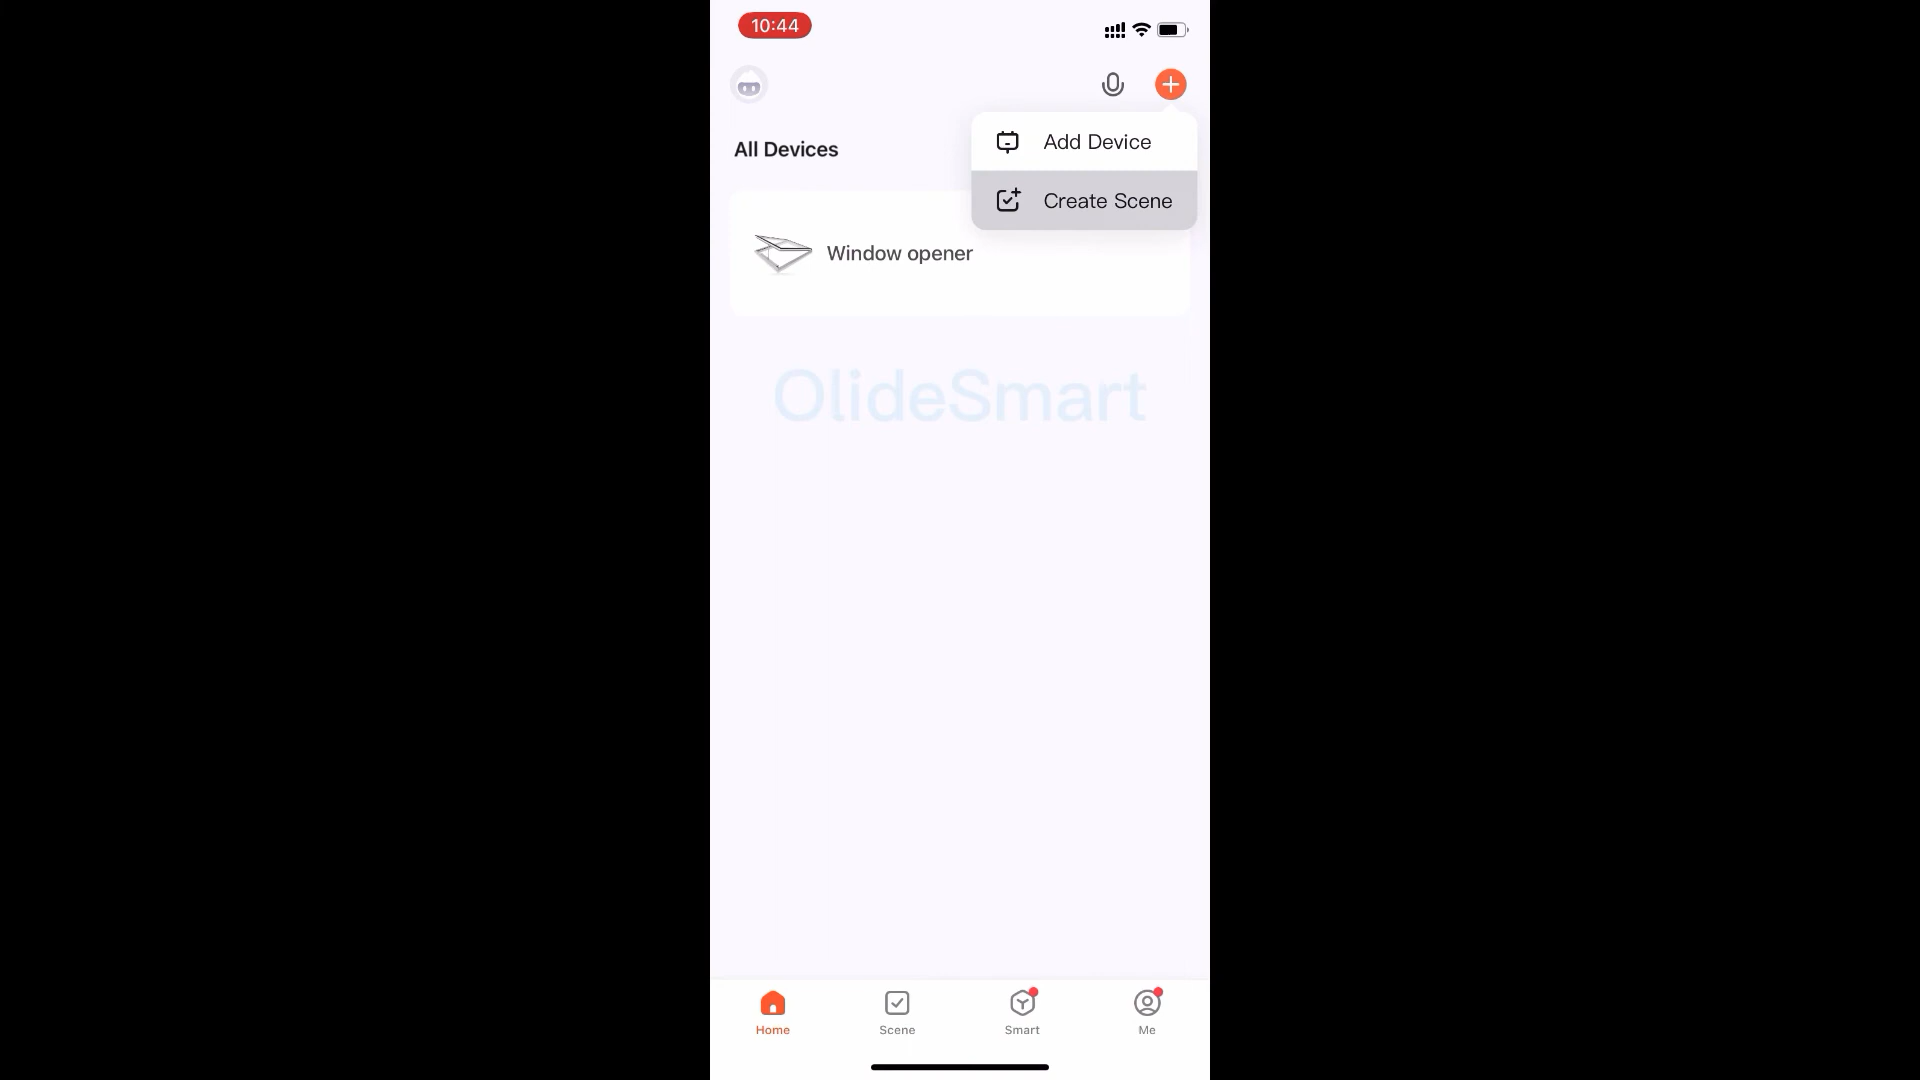 10:44
Add Device
All Devices
Create Scene
Window opener
OlideSmart
Home
Scene
Smart
Me